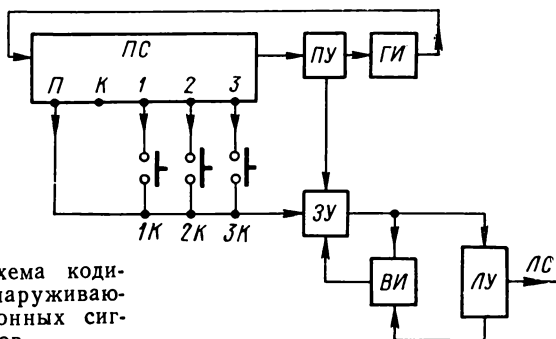 ПС
ПУ
ГИ
П К 1 2 3
1К 2К 3К
ЗУ
ВИ
ЛУ
ЛС
хема коди-
наруживаю-
онных сиг-